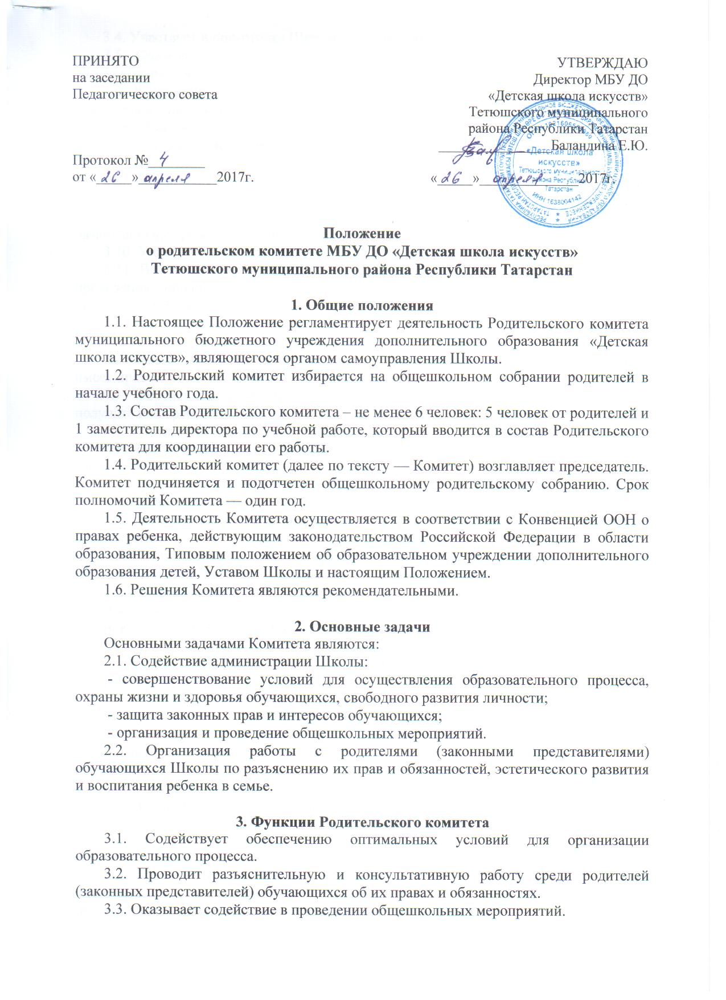 ПРИНЯТО
на заседании
Педагогического совета
Протокол № 4
от «26» апреля 2017г.
УТВЕРЖДАЮ
Директор МБУ ДО
«Детская школа искусств»
Тетюшского муниципального
района Республики Татарстан
Баландина Е.Ю.
«26» апреля 2017г.
«Детская школа
искусств»
Тетюшского муниципального
района Республики
Татарстан
ИНН 1638004142
Положение
о родительском комитете МБУ ДО «Детская школа искусств»
Тетюшского муниципального района Республики Татарстан
1. Общие положения
1.1. Настоящее Положение регламентирует деятельность Родительского комитета
муниципального бюджетного учреждения дополнительного образования «Детская
школа искусств», являющегося органом самоуправления Школы.
1.2. Родительский комитет избирается на общешкольном собрании родителей в
начале учебного года.
1.3. Состав Родительского комитета – не менее 6 человек: 5 человек от родителей и
1 заместитель директора по учебной работе, который вводится в состав Родительского
комитета для координации его работы.
1.4. Родительский комитет (далее по тексту — Комитет) возглавляет председатель.
Комитет подчиняется и подотчетен общешкольному родительскому собранию. Срок
полномочий Комитета — один год.
1.5. Деятельность Комитета осуществляется в соответствии с Конвенцией ООН о
правах ребенка, действующим законодательством Российской Федерации в области
образования, Типовым положением об образовательном учреждении дополнительного
образования детей, Уставом Школы и настоящим Положением.
1.6. Решения Комитета являются рекомендательными.
2. Основные задачи
Основными задачами Комитета являются:
2.1. Содействие администрации Школы:
- совершенствование условий для осуществления образовательного процесса,
охраны жизни и здоровья обучающихся, свободного развития личности;
- защита законных прав и интересов обучающихся;
- организация и проведение общешкольных мероприятий.
2.2. Организация работы с родителями (законными представителями)
обучающихся Школы по разъяснению их прав и обязанностей, эстетического развития
и воспитания ребенка в семье.
3. Функции Родительского комитета
3.1. Содействует обеспечению оптимальных условий для организации
образовательного процесса.
3.2. Проводит разъяснительную и консультативную работу среди родителей
(законных представителей) обучающихся об их правах и обязанностях.
3.3. Оказывает содействие в проведении общешкольных мероприятий.